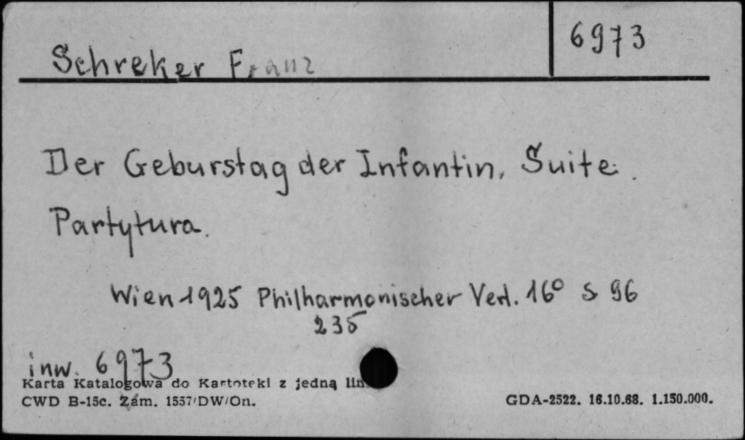 6973
Schreker Franz
Der Geburstag der Infantin. Suite.
Partytura.
Wien 1925 Philharmonischer Verl. 16° s 96
235
inw. 6973
Karta Katalogowa do Kartoteki z jedną lin
CWD B-15c. Zam. 1557/DW/On.
GDA-2522. 16.10.68. 1.150.000.